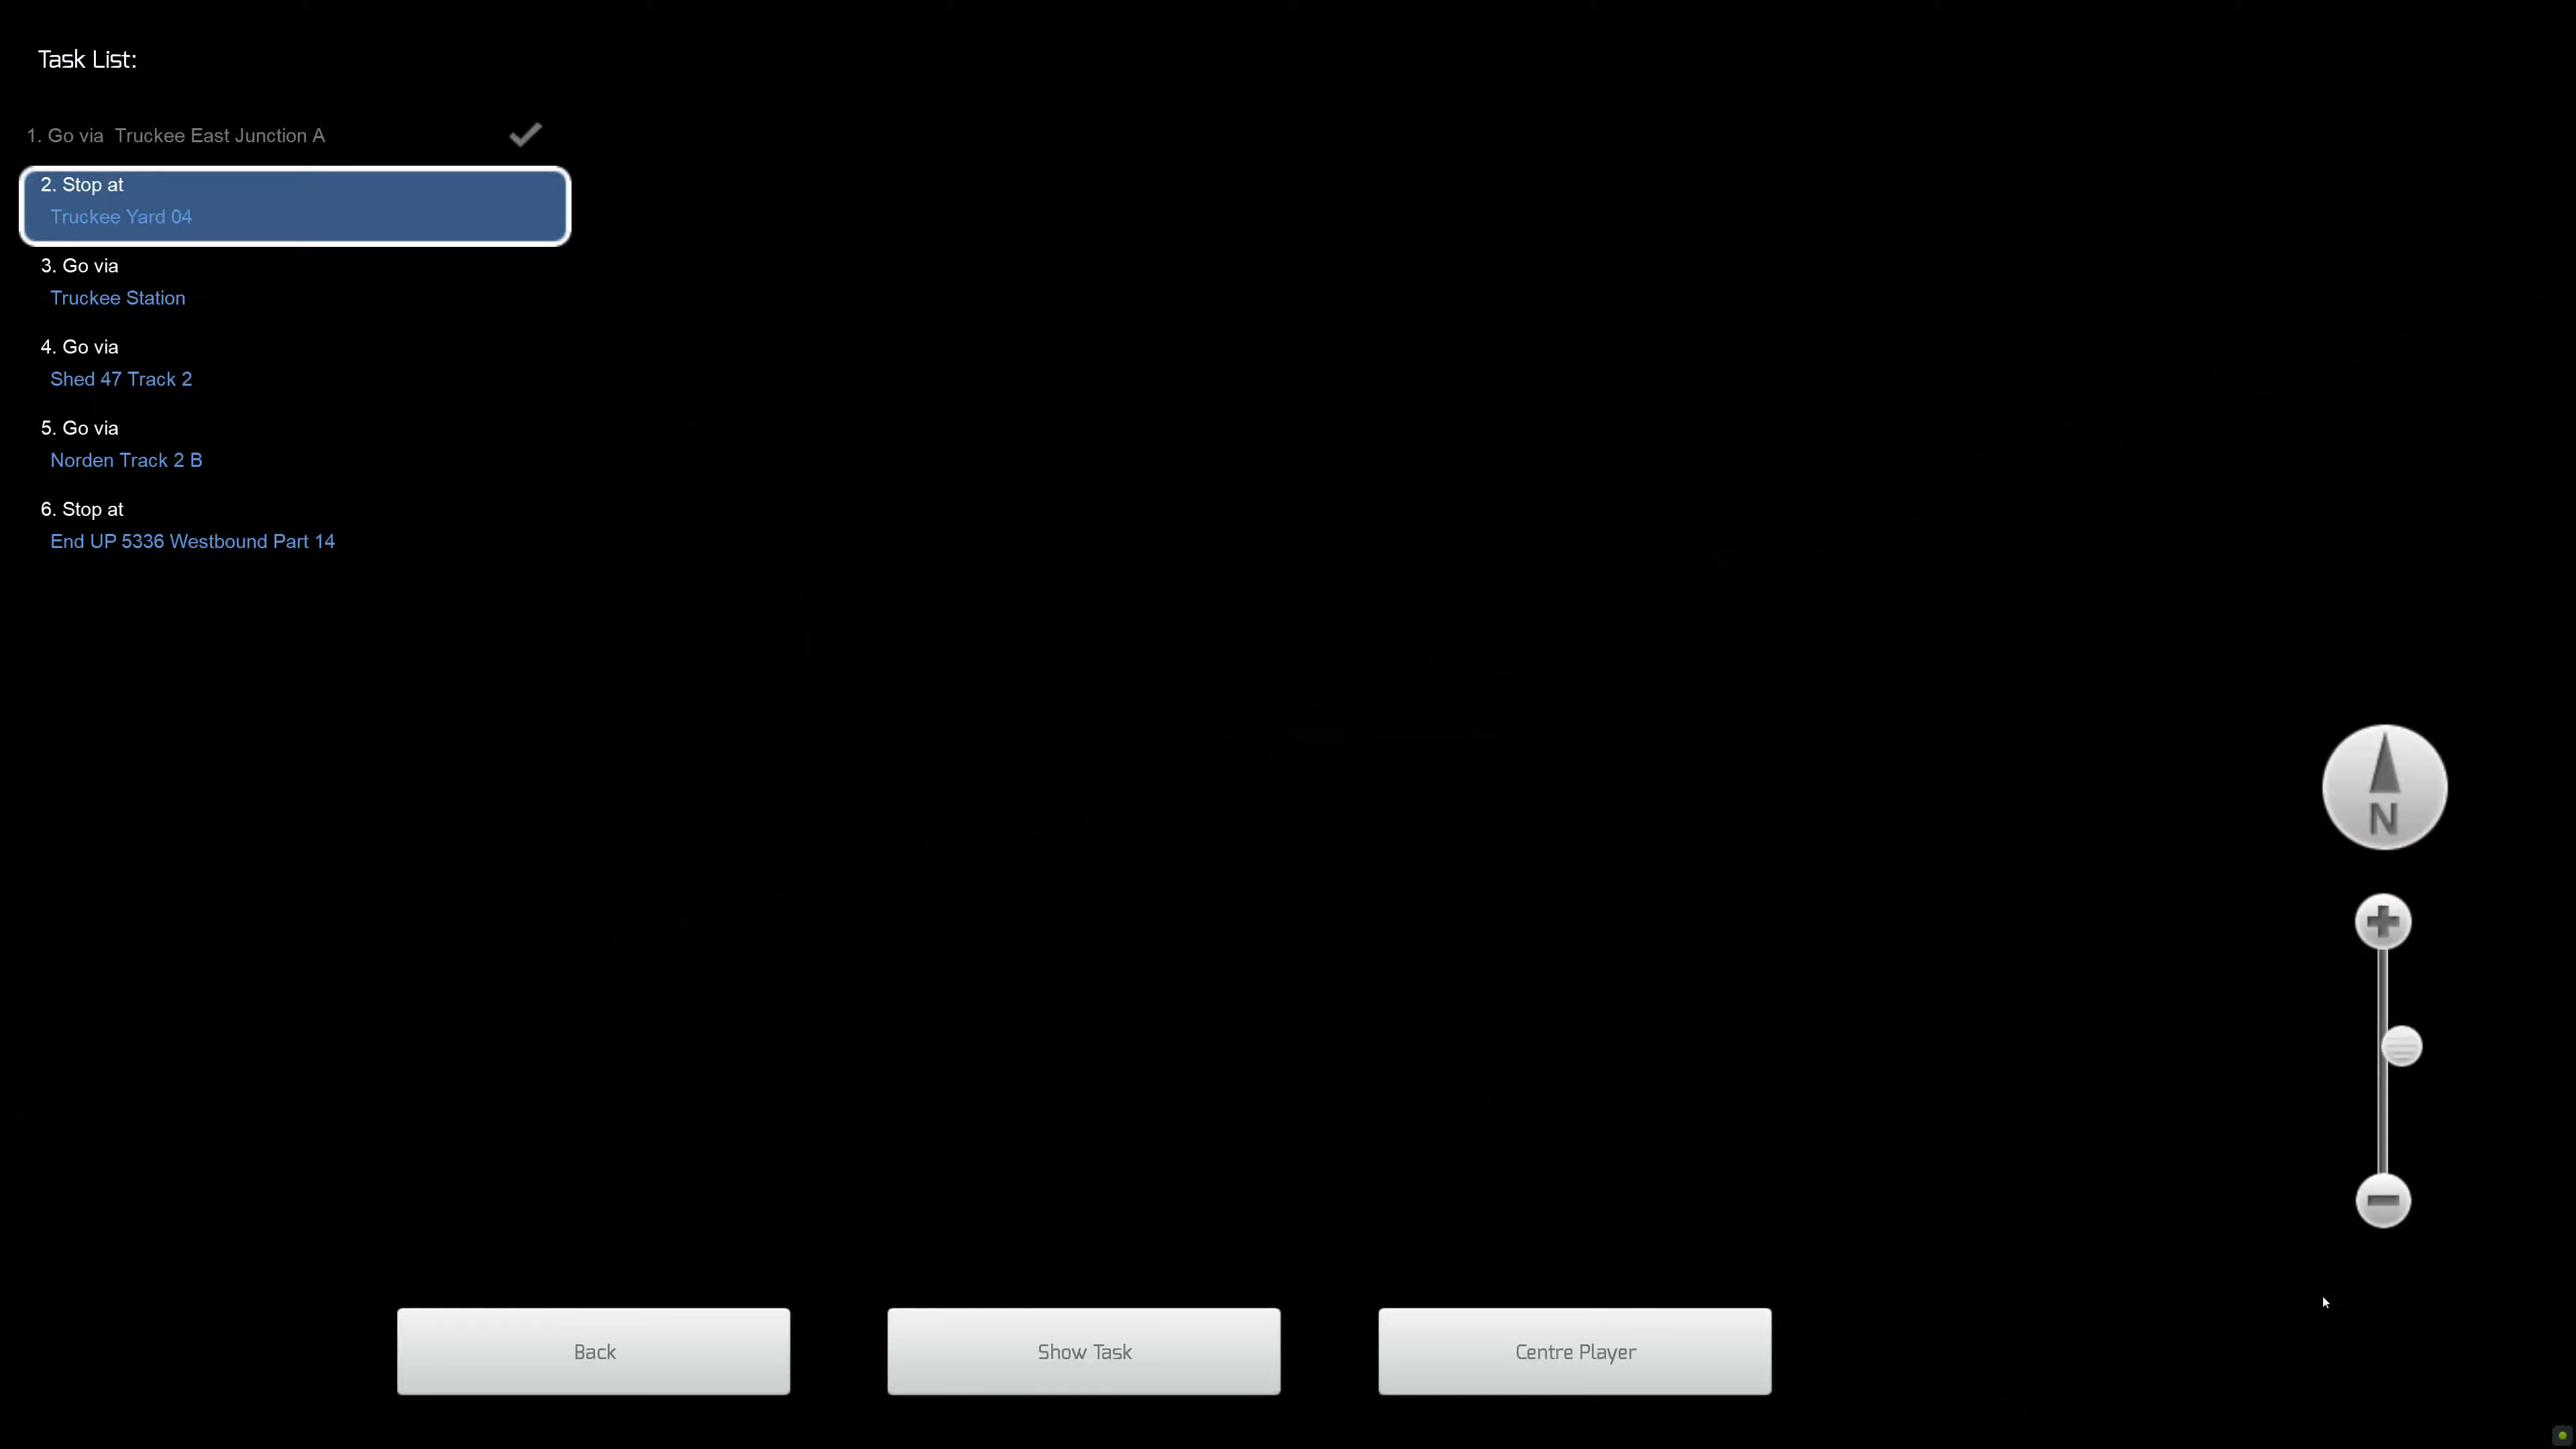 Task List:
1. Go via  Truckee East Junction A
2. Stop at
Truckee Yard 04
3. Go via
Truckee Station
4. Go via
Shed 47 Track 2
5. Go via
Norden Track 2 B
6. Stop at
End UP 5336 Westbound Part 14
N
Back
Show Task
Centre Player